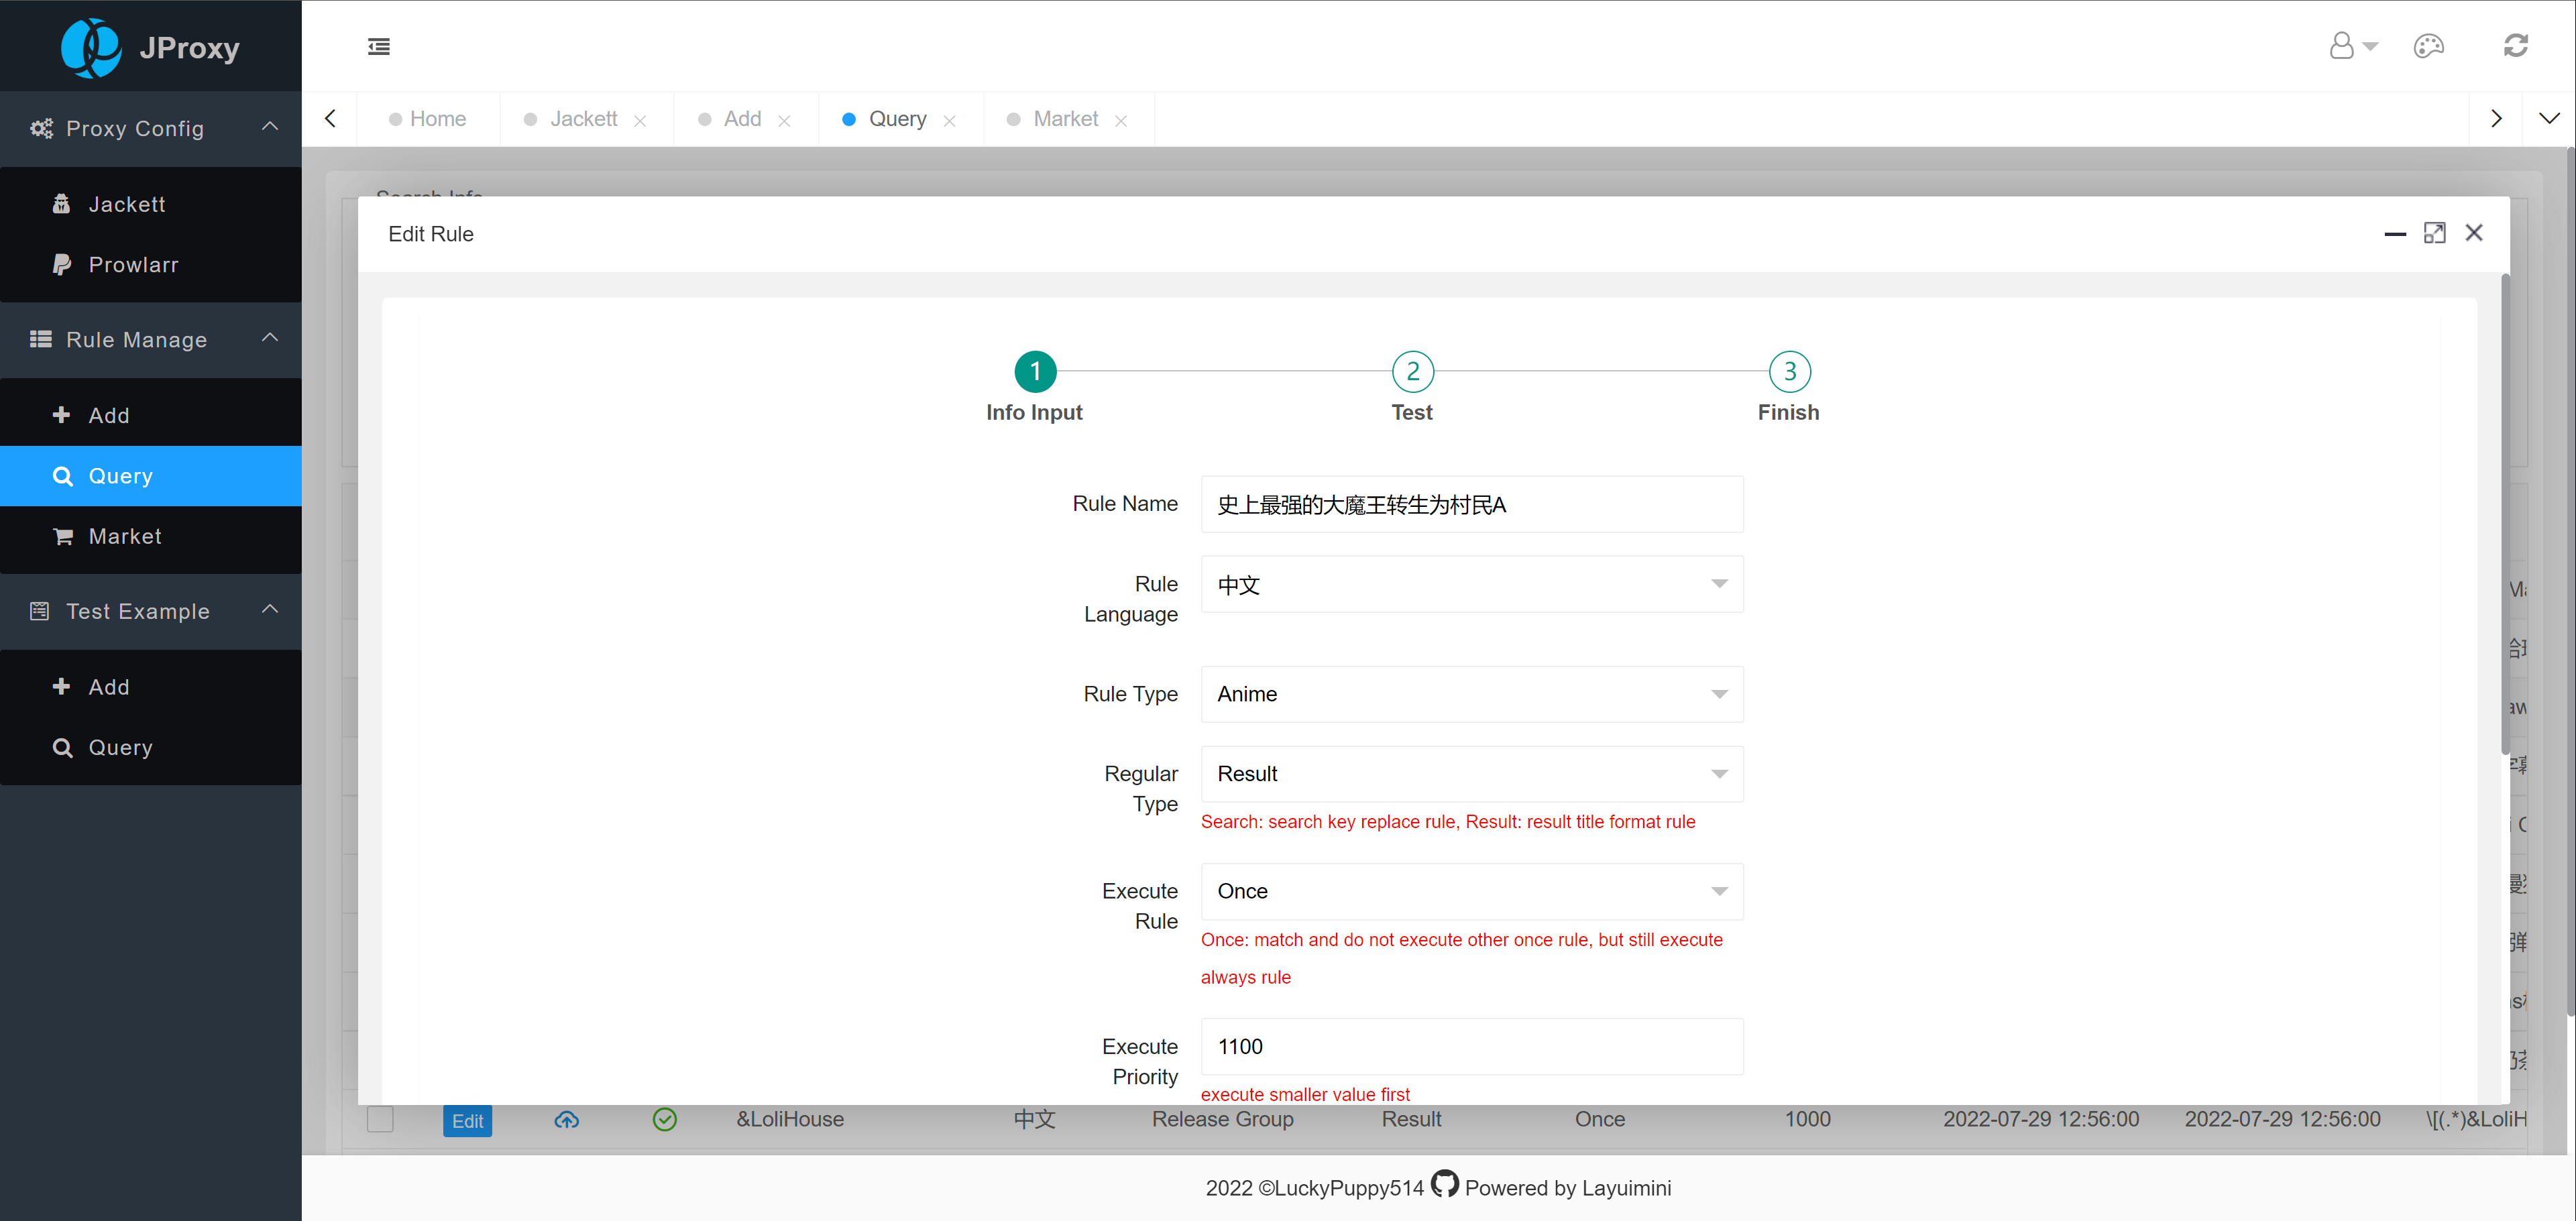 JProxy
Proxy Config
Jackett
Prowlarr
Rule Manage
Add
Query
Market
Test Example
Add
Query
Home
Jackett
Add
Query
Market
Edit Rule
1
2
3
Info Input
Test
Finish
Rule Name
史上最强的大魔王转生为村民A
Rule
Language
中文
Rule Type
Anime
Regular
Type
Result
Search: search key replace rule, Result: result title format rule
Execute
Rule
Once
Once: match and do not execute other once rule, but still execute
always rule
Execute
Priority
1100
execute smaller value first
Edit
&LoliHouse
中文
Release Group
Result
Once
1000
2022-07-29 12:56:00
2022-07-29 12:56:00
\[(.*)&LoliH
2022 ©LuckyPuppy514 Powered by Layuimini